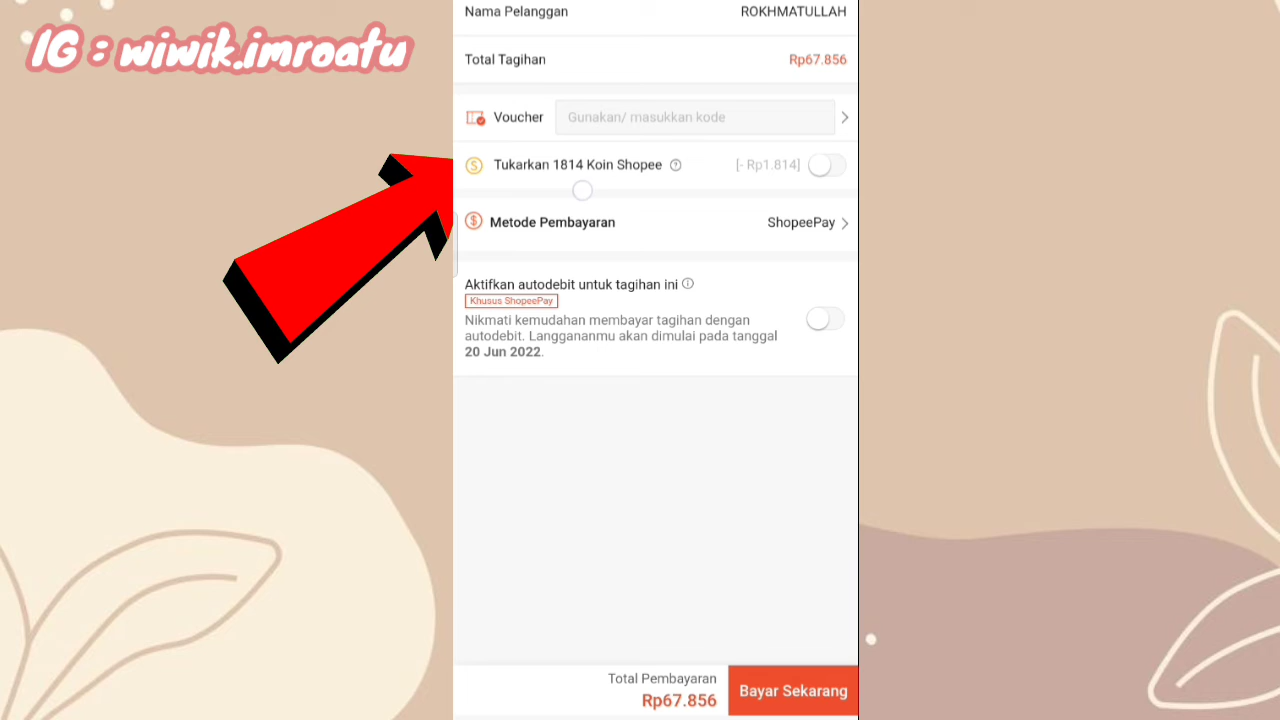 IG : wiwik.imroatu
Nama Pelanggan ROKHMATULLAH
Total Tagihan Rp67.856
Voucher Gunakan/ masukkan kode
Tukarkan 1814 Koin Shopee [- Rp1.814]
Metode Pembayaran ShopeePay
Aktifkan autodebit untuk tagihan ini
Khusus ShopeePay
Nikmati kemudahan membayar tagihan dengan
autodebit. Langgananmu akan dimulai pada tanggal
20 Jun 2022.
Total Pembayaran
Rp67.856
Bayar Sekarang